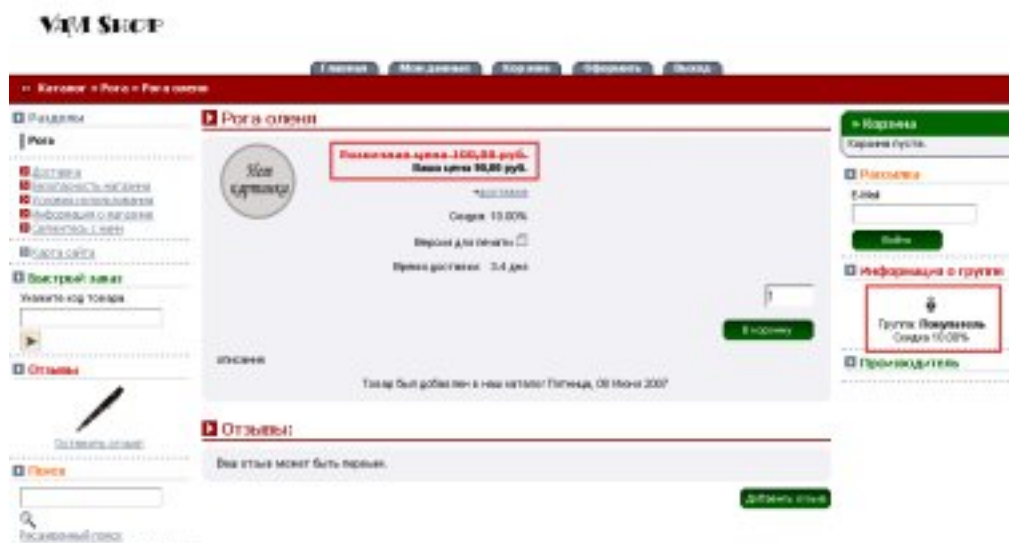 VaM Shop
Главная Мои данные Корзина Оформить Выход
» Каталог » Рога » Рога оленя
Разделы
Рога
Доставка
Безопасность магазина
Условия использования
Информация о магазине
Свяжитесь с нами
Карта сайта
Быстрый заказ
Укажите код товара.
Отзывы
Оставить отзыв!
Поиск
Расширенный поиск
Рога оленя
Нет картинки
Розничная цена 100,00 руб.
Ваша цена 90,00 руб.
+доставка
Скидка: 10.00%
Версия для печати
Время доставки: 3-4 дня
1
В корзину
описание
Товар был добавлен в наш каталог Пятница, 08 Июня 2007
Отзывы:
Ваш отзыв может быть первым.
Добавить отзыв
» Корзина
Корзина пуста.
Рассылка
E-Mail
Войти
Информация о группе
Группа: Покупатель
Скидка 10.00%
Производитель